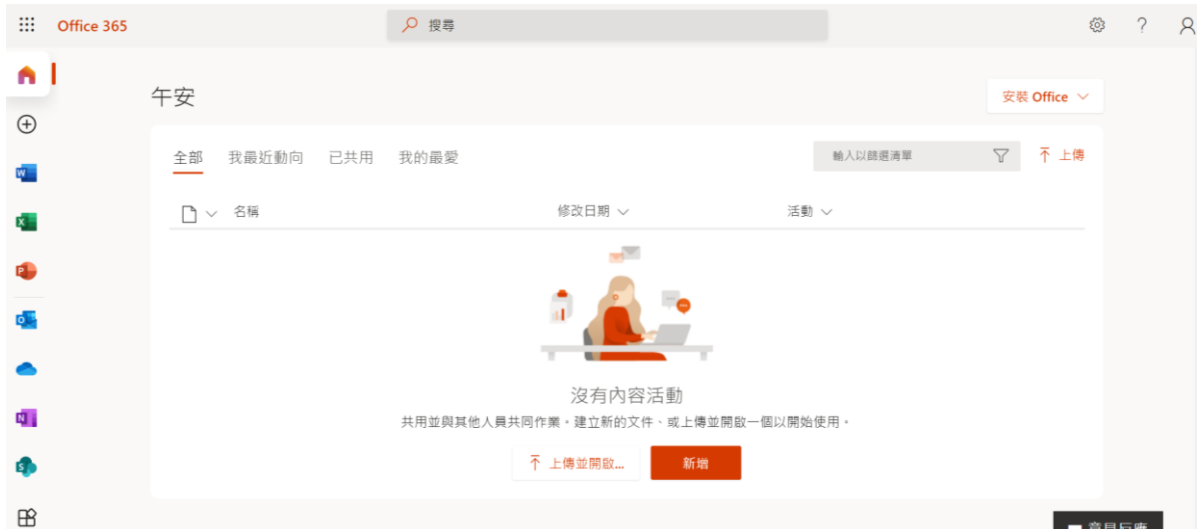 Office 365
搜尋
?
午安
安裝 Office
全部 我最近動向 已共用 我的最愛
輸入以篩選清單
上傳
名稱 修改日期 活動
沒有內容活動
共用並與其他人員共同作業。建立新的文件、或上傳並開啟一個以開始使用。
上傳並開啟...
新增
意見反應